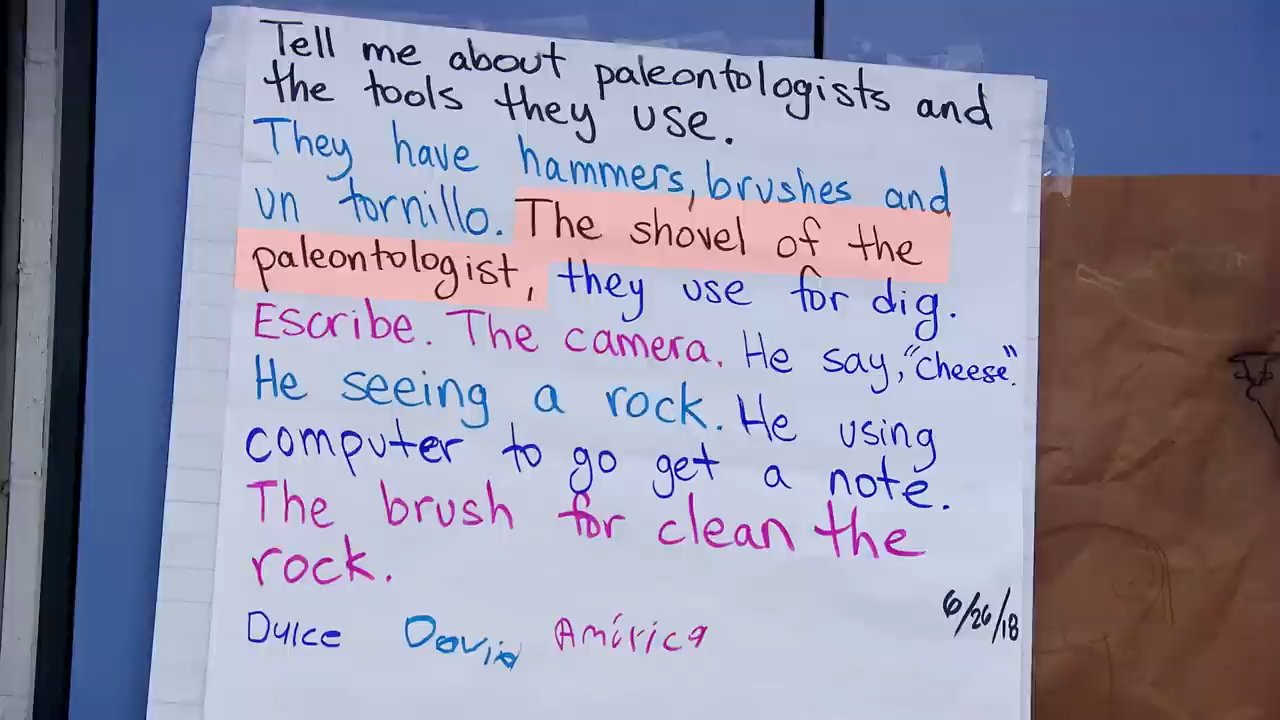 Tell me about paleontologists and
the tools they use.
They have hammers, brushes and
un tornillo. The shovel of the
paleontologist, they use for dig.
Escribe. The camera. He say, "Cheese".
He seeing a rock. He using
computer to go get a note.
The brush for clean the
rock.
Dulce David América
6/26/18